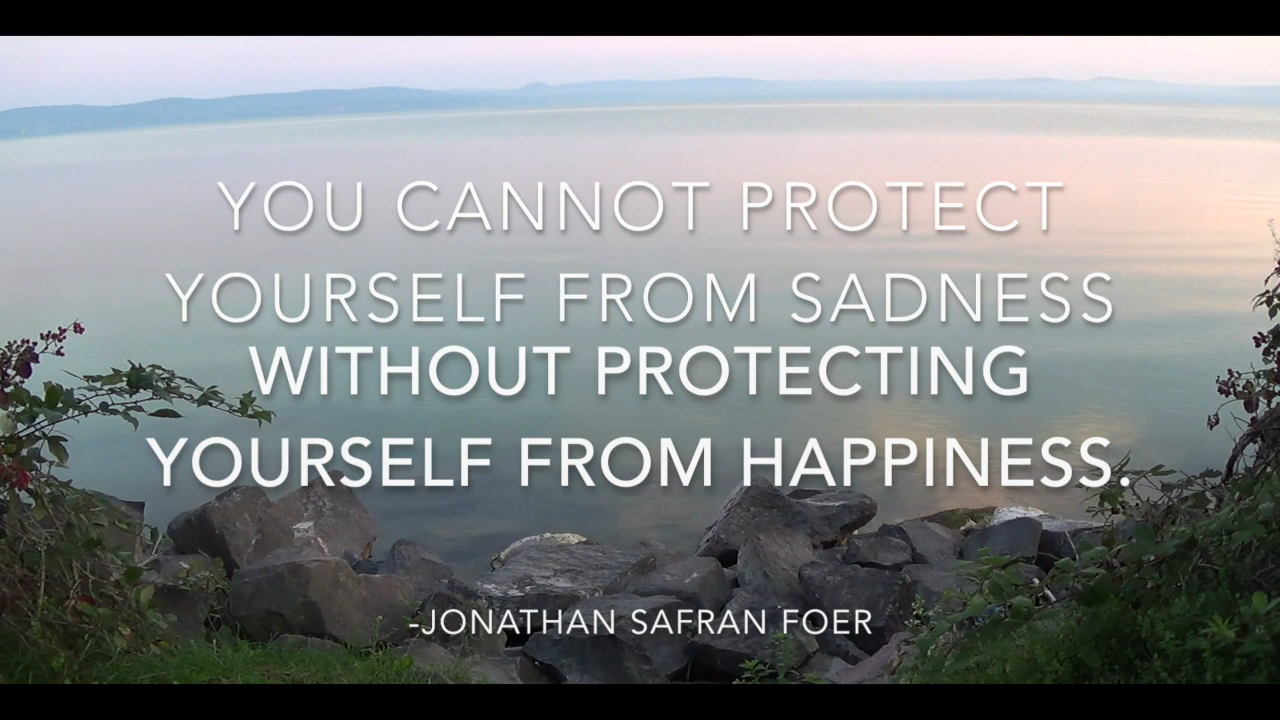 YOU CANNOT PROTECT
YOURSELF FROM SADNESS
WITHOUT PROTECTING
YOURSELF FROM HAPPINESS.
-JONATHAN SAFRAN FOER